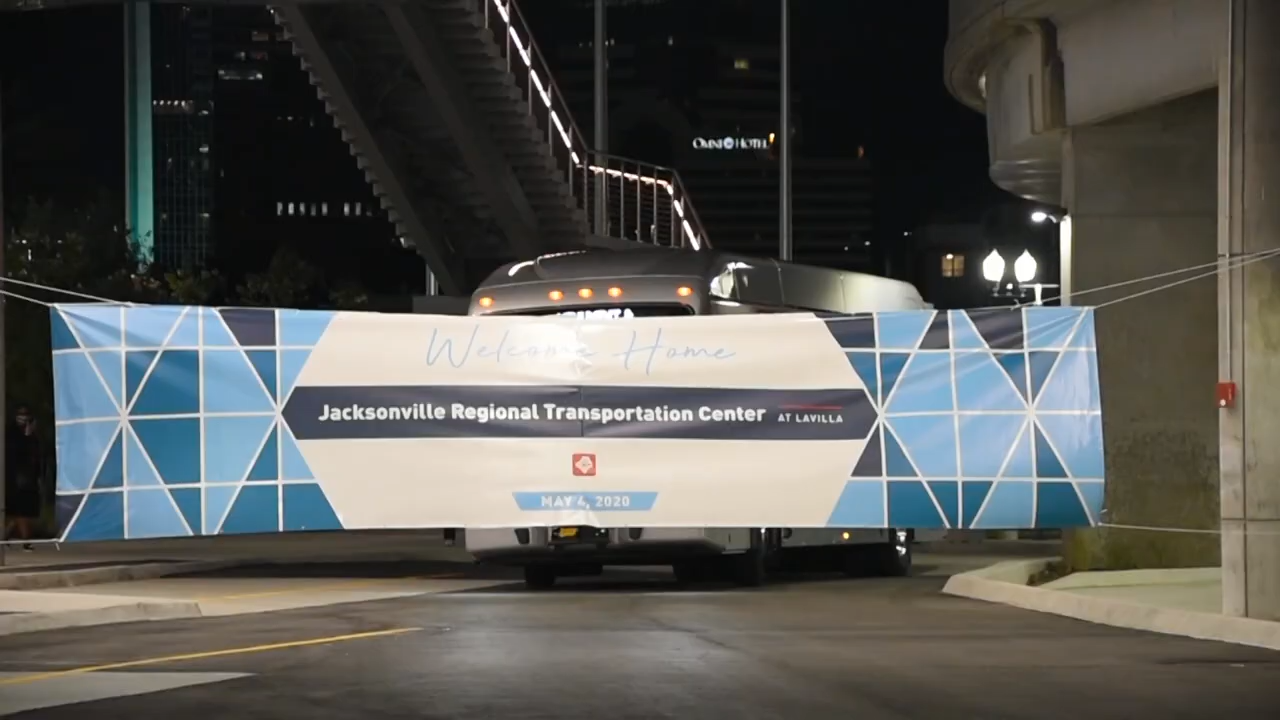 OMNI HOTEL
Welcome Home
Jacksonville Regional Transportation Center
AT LAVILLA
MAY 4, 2020